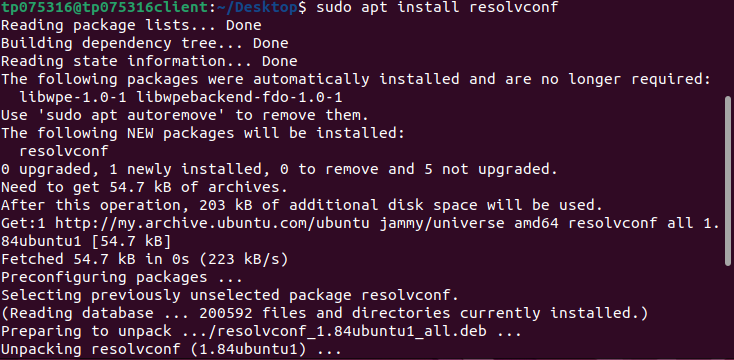 tp075316@tp075316client:~/Desktop$ sudo apt install resolvconf
Reading package lists... Done
Building dependency tree... Done
Reading state information... Done
The following packages were automatically installed and are no longer required:
  libwpe-1.0-1 libwpebackend-fdo-1.0-1
Use 'sudo apt autoremove' to remove them.
The following NEW packages will be installed:
  resolvconf
0 upgraded, 1 newly installed, 0 to remove and 5 not upgraded.
Need to get 54.7 kB of archives.
After this operation, 203 kB of additional disk space will be used.
Get:1 http://my.archive.ubuntu.com/ubuntu jammy/universe amd64 resolvconf all 1.
84ubuntu1 [54.7 kB]
Fetched 54.7 kB in 0s (223 kB/s)
Preconfiguring packages ...
Selecting previously unselected package resolvconf.
(Reading database ... 200592 files and directories currently installed.)
Preparing to unpack .../resolvconf_1.84ubuntu1_all.deb ...
Unpacking resolvconf (1.84ubuntu1) ...